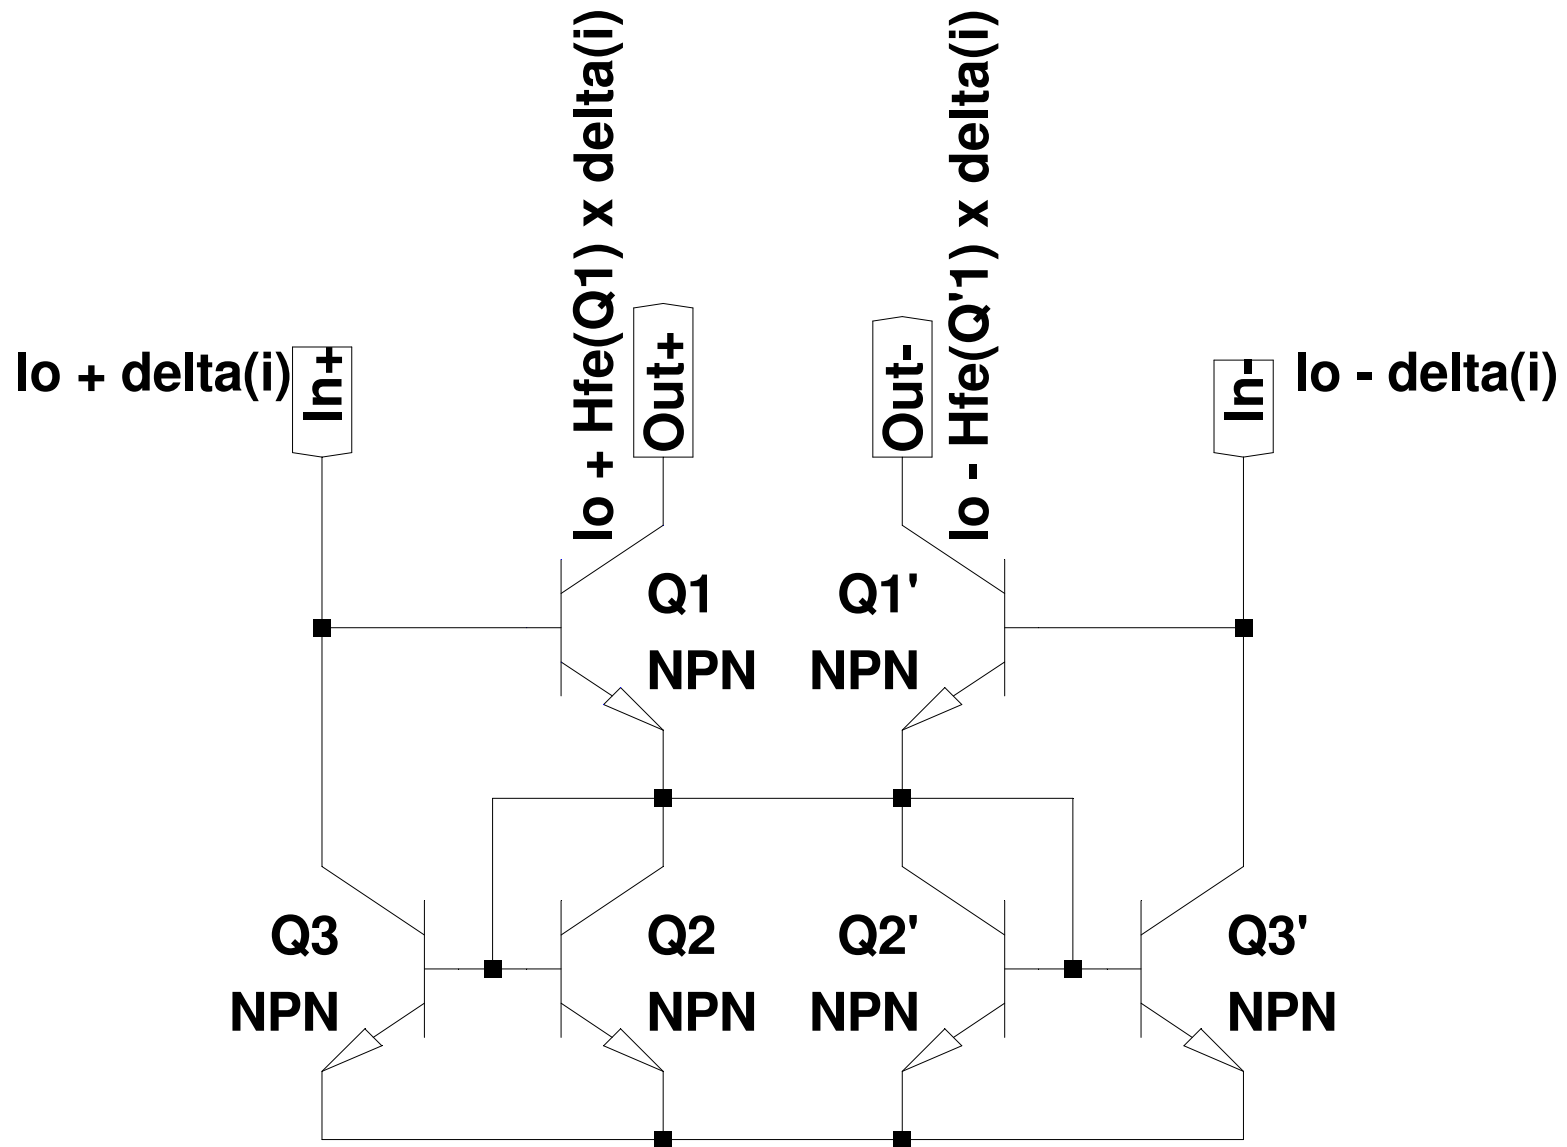 Io + Hfe(Q1) x delta(i)
Io - Hfe(Q'1) x delta(i)
Io + delta(i)
In+
Out+
Out-
In-
Io - delta(i)
Q1
NPN
Q1'
NPN
Q3
NPN
Q2
NPN
Q2'
NPN
Q3'
NPN